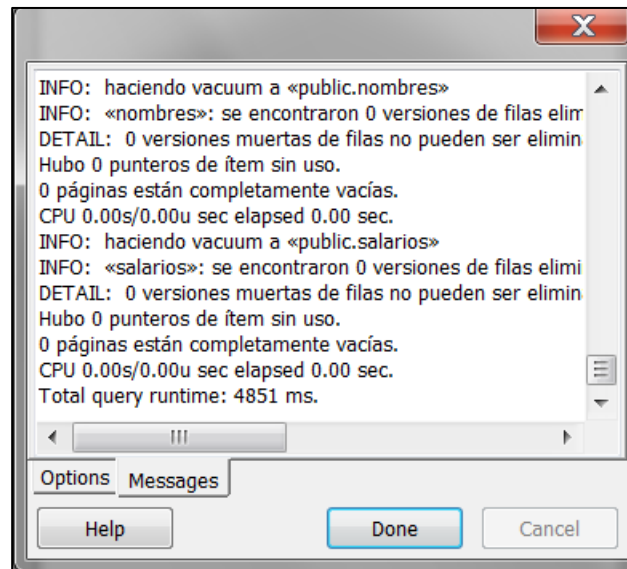 INFO:  haciendo vacuum a «public.nombres»
INFO:  «nombres»: se encontraron 0 versiones de filas elim
DETAIL:  0 versiones muertas de filas no pueden ser elimin
Hubo 0 punteros de ítem sin uso.
0 páginas están completamente vacías.
CPU 0.00s/0.00u sec elapsed 0.00 sec.
INFO:  haciendo vacuum a «public.salarios»
INFO:  «salarios»: se encontraron 0 versiones de filas elimi
DETAIL:  0 versiones muertas de filas no pueden ser elimin
Hubo 0 punteros de ítem sin uso.
0 páginas están completamente vacías.
CPU 0.00s/0.00u sec elapsed 0.00 sec.
Total query runtime: 4851 ms.
Options Messages
Help Done Cancel